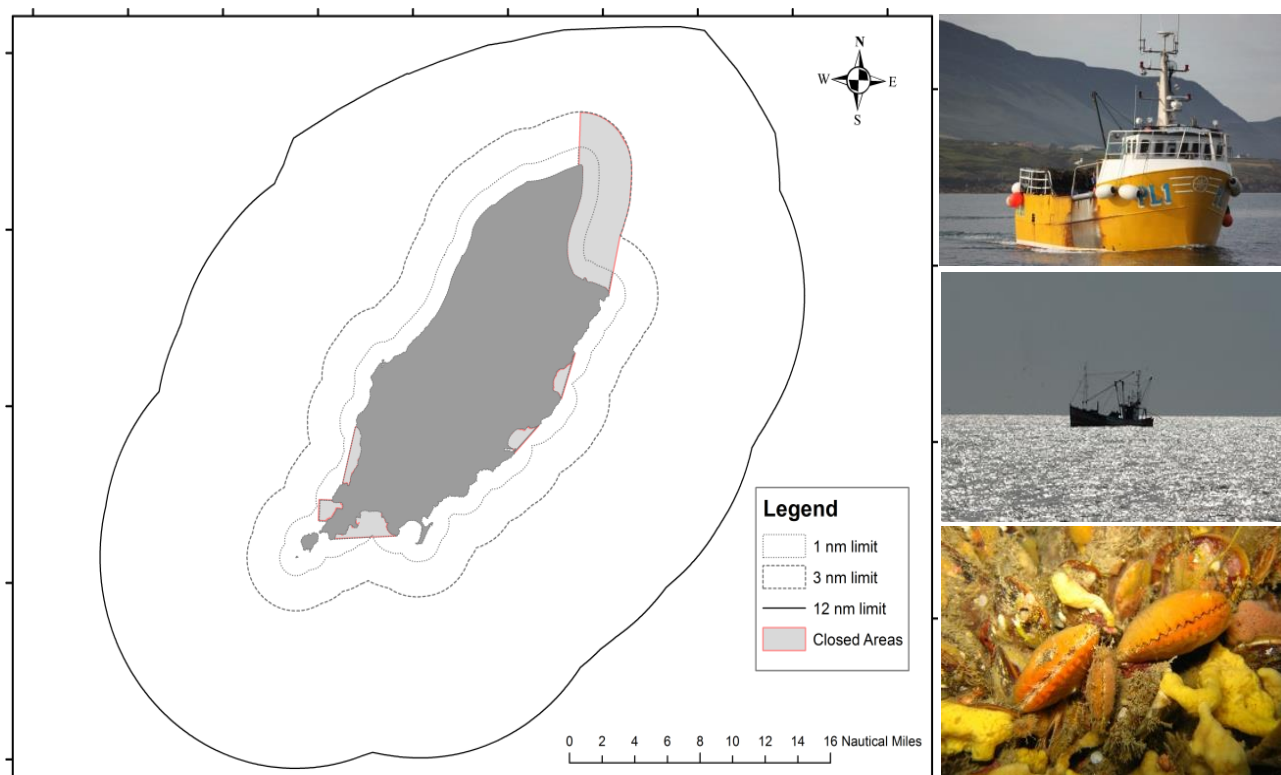 N
W E
S
Legend
1 nm limit
3 nm limit
12 nm limit
Closed Areas
0 2 4 6 8 10 12 14 16 Nautical Miles
PL1